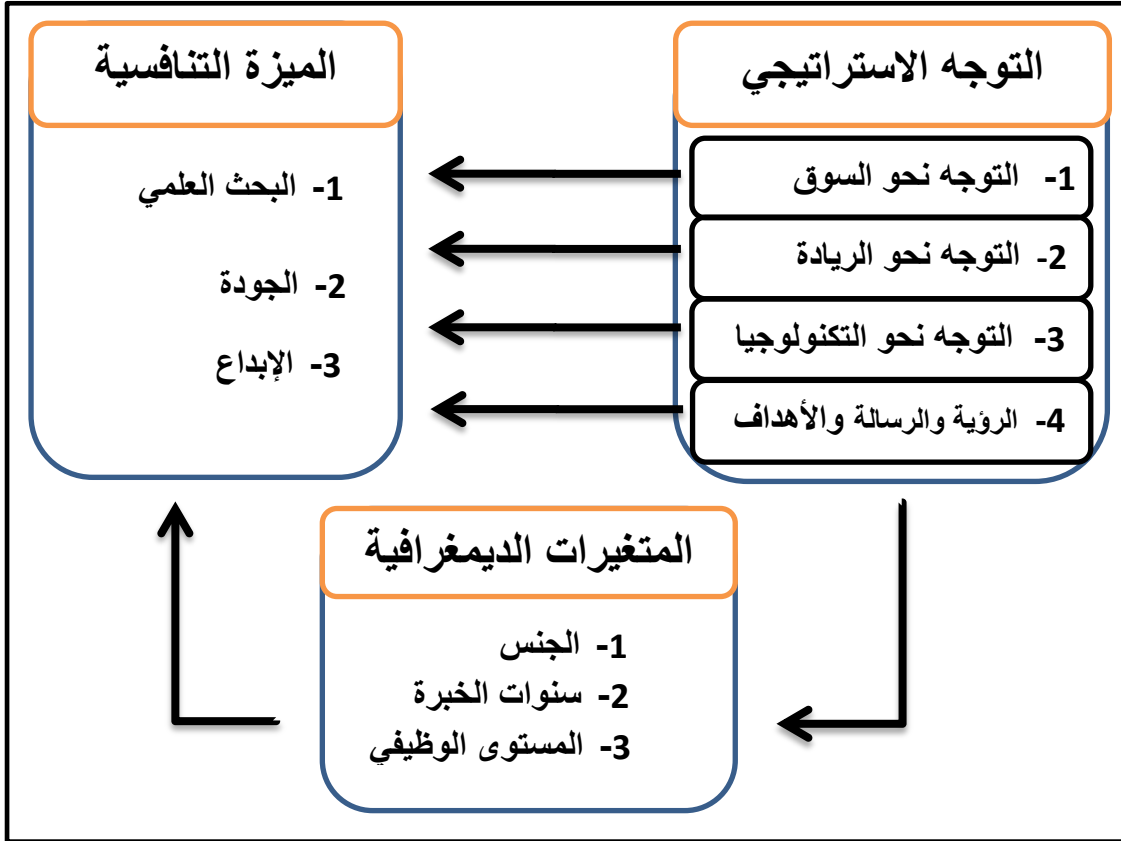 التوجه الاستراتيجي
1- التوجه نحو السوق
2- التوجه نحو الريادة
3- التوجه نحو التكنولوجيا
4- الرؤية والرسالة والأهداف
الميزة التنافسية
1- البحث العلمي
2- الجودة
3- الإبداع
المتغيرات الديمغرافية
1- الجنس
2- سنوات الخبرة
3- المستوى الوظيفي